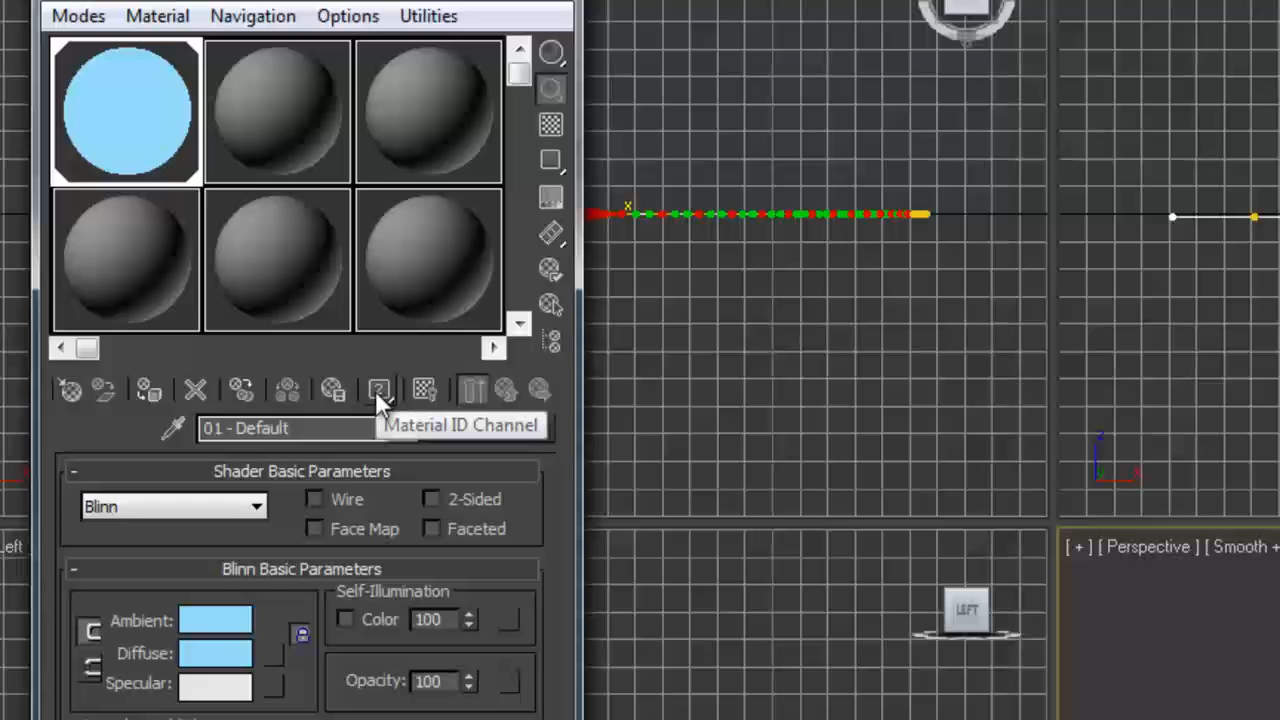 Modes Material Navigation Options Utilities
x
2
Material ID Channel
01 - Default
- Shader Basic Parameters
Blinn
Wire
2-Sided
Face Map
Faceted
- Blinn Basic Parameters
Self-Illumination
Ambient:
Color 100
Diffuse:
Specular:
Opacity: 100
Left
LEFT
[ + ] [ Perspective ] [ Smooth +
z
x